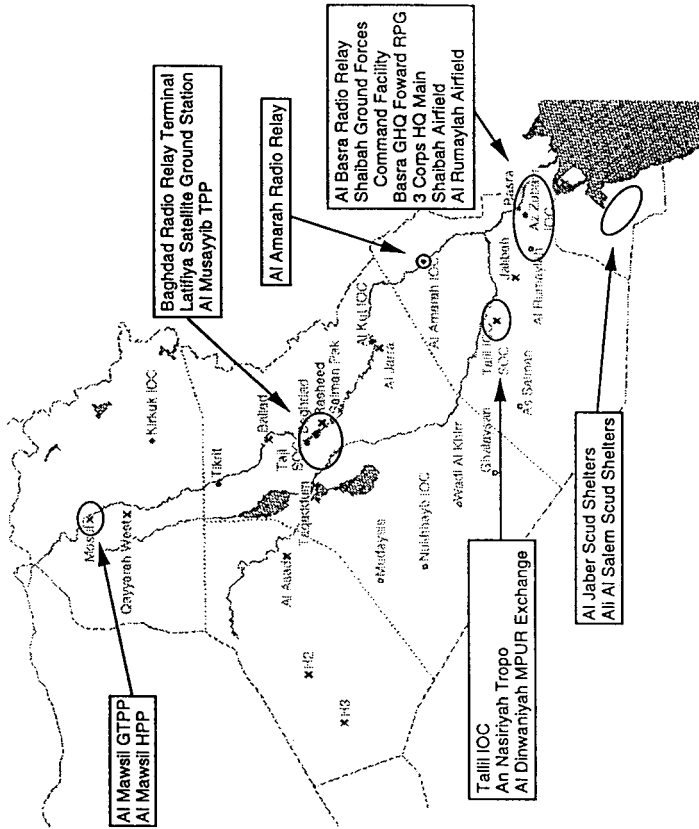 Al Mawsil GTPP
Al Mawsil HPP
Baghdad Radio Relay Terminal
Latifiya Satellite Ground Station
Al Musayyib TPP
Al Amarah Radio Relay
Al Basra Radio Relay
Shaibah Ground Forces
Command Facility
Basra GHQ Foward RPG
3 Corps HQ Main
Shaibah Airfield
Al Rumaylah Airfield
Tallil IOC
An Nasiriyah Tropo
Al Dinwaniyah MPUR Exchange
Al Jaber Scud Shelters
Ali Al Salem Scud Shelters
Mosul
Qayyarah West
Kirkuk IOC
Tikrit
Ballad
Taji
Baghdad
Rasheed
Salman Pak
Taqaddum
Al Asad
H2
H3
Mudaysis
Nukhhayb IOC
Wadi Al Khirr
Ghalaysan
As Salman
SOC
Al Kut IOC
Al Jarra
Al Amarah IOC
Jalibah
Al Rumaylah
Basra
Az Zubayr
IOC